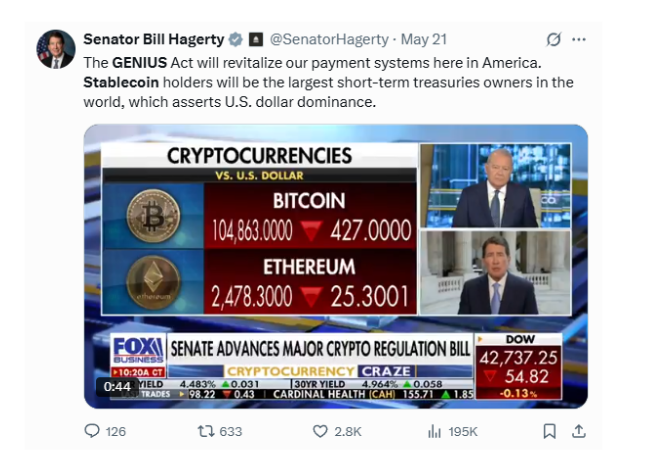 Senator Bill Hagerty @SenatorHagerty · May 21
The GENIUS Act will revitalize our payment systems here in America.
Stablecoin holders will be the largest short-term treasuries owners in the
world, which asserts U.S. dollar dominance.
CRYPTOCURRENCIES
VS. U.S. DOLLAR
BITCOIN
104,863.0000 ▼ 427.0000
ETHEREUM
ethereum
2,478.3000 ▼ 25.3001
FOX
BUSINESS
10:20A CT
SENATE ADVANCES MAJOR CRYPTO REGULATION BILL
CRYPTOCURRENCY CRAZE
DOW
42,737.25
▼ 54.82
-0.13%
0:44
YIELD 4.483% ▲0.031 30YR YIELD 4.964% ▲0.058
TRADES 98.22 ▼0.43 CARDINAL HEALTH (CAH) 155.71 ▲1.85
126 633 2.8K 195K